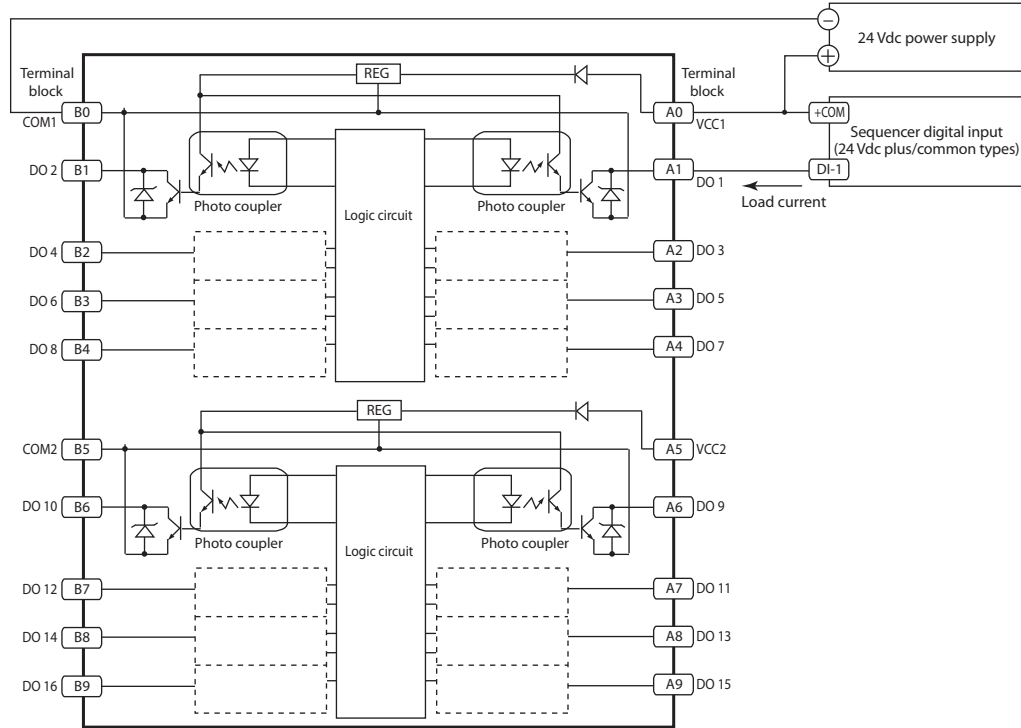 24 Vdc power supply
−
+
Terminal block
REG
Terminal block
B0
COM1
A0
VCC1
+COM
Sequencer digital input
(24 Vdc plus/common types)
DO 2
B1
A1
DO 1
DI-1
Photo coupler
Logic circuit
Photo coupler
Load current
DO 4
B2
A2
DO 3
DO 6
B3
A3
DO 5
DO 8
B4
A4
DO 7
REG
COM2
B5
A5
VCC2
DO 10
B6
A6
DO 9
Photo coupler
Logic circuit
Photo coupler
DO 12
B7
A7
DO 11
DO 14
B8
A8
DO 13
DO 16
B9
A9
DO 15